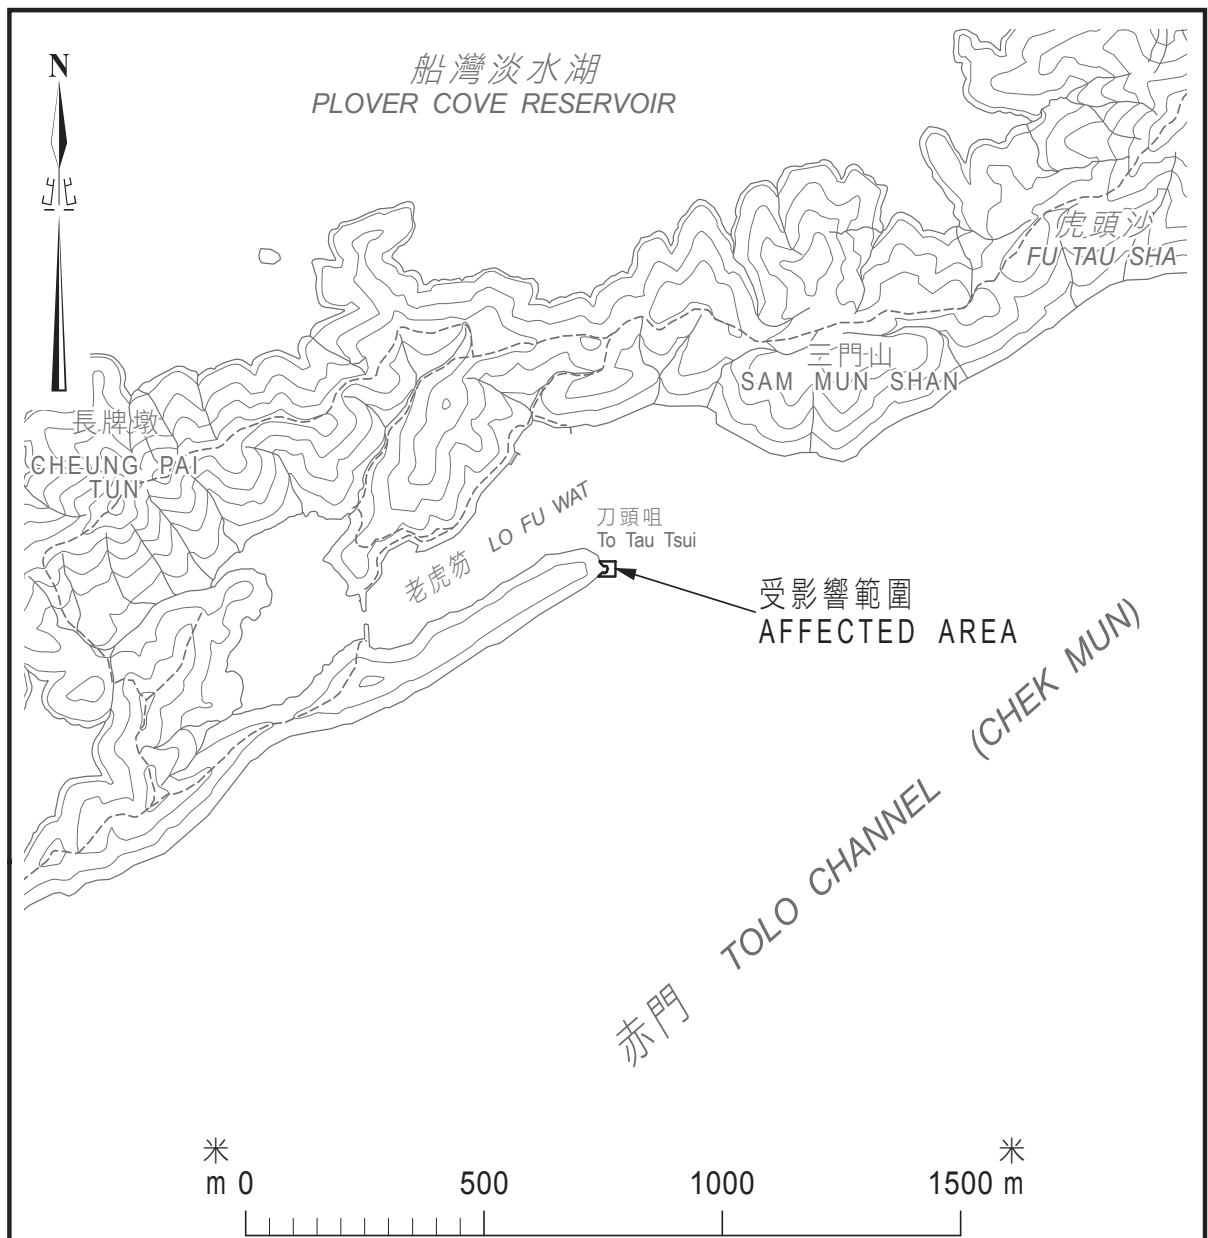 船灣淡水湖
PLOVER COVE RESERVOIR
N
虎頭沙
FU TAU SHA
三門山
SAM MUN SHAN
長牌墩
CHEUNG PAI
TUN
老虎笏 LO FU WAT
刀頭咀
To Tau Tsui
受影響範圍
AFFECTED AREA
赤門 TOLO CHANNEL (CHEK MUN)
米 米
m 0 500 1000 1500 m